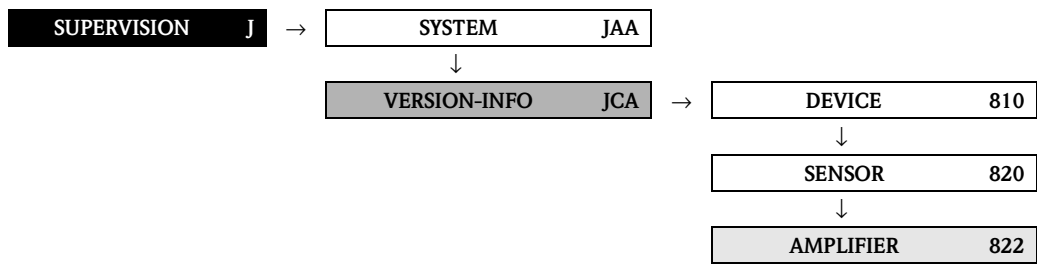 SUPERVISION J → SYSTEM JAA
↓
VERSION-INFO JCA → DEVICE 810
↓
SENSOR 820
↓
AMPLIFIER 822